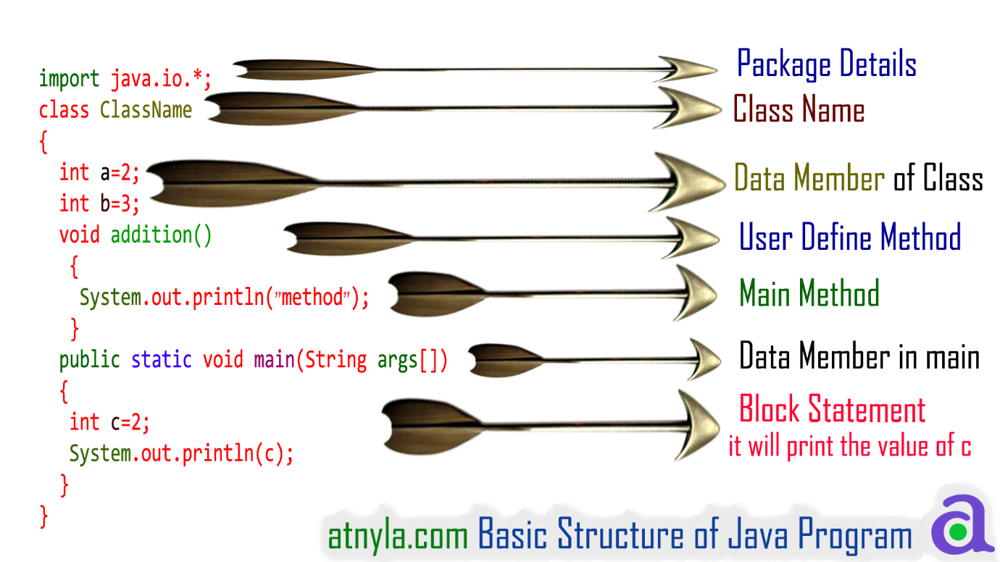 import java.io.*;
Package Details
class ClassName
Class Name
{
int a=2;
Data Member of Class
int b=3;
void addition()
User Define Method
{
System.out.println(”method”);
Main Method
}
public static void main(String args[])
Data Member in main
{
Block Statement
int c=2;
it will print the value of c
System.out.println(c);
}
}
atnyla.com Basic Structure of Java Program
a